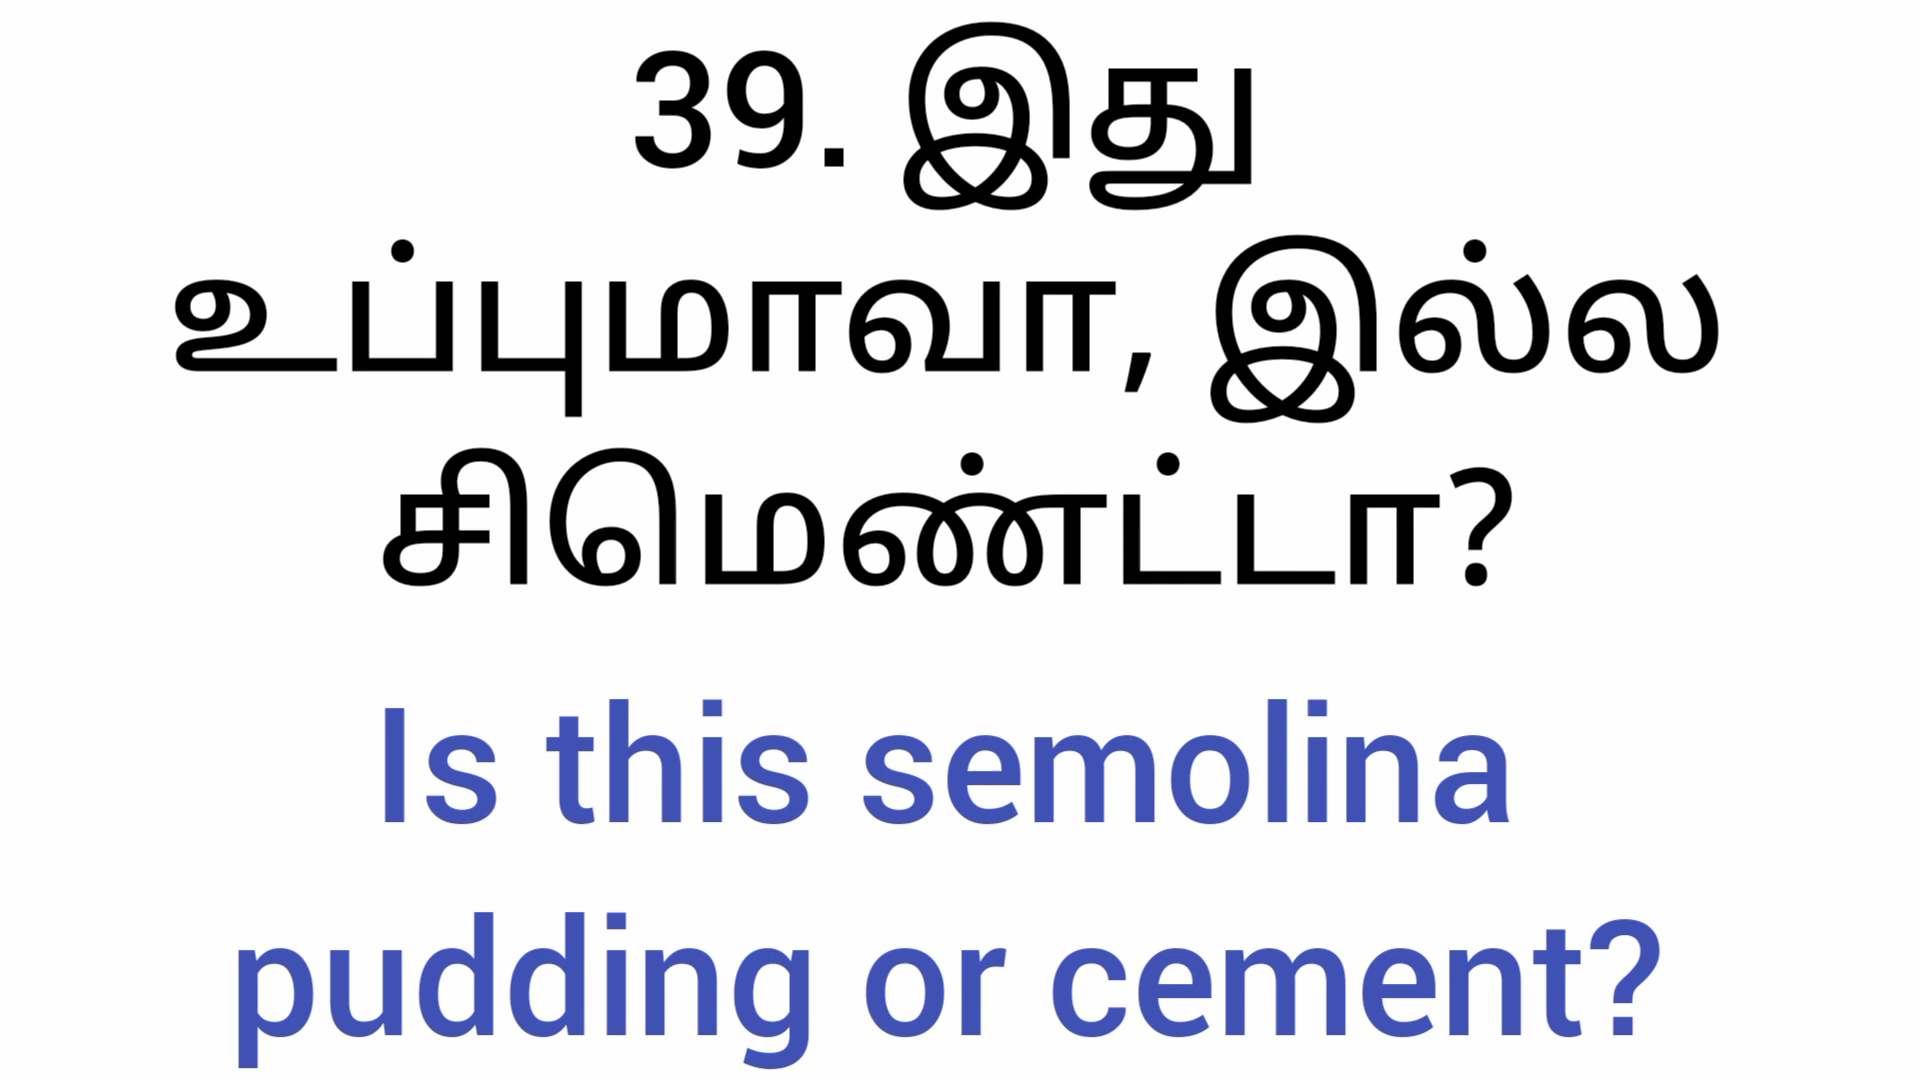 39. இது
உப்புமாவா, இல்ல
சிமெண்ட்டா?
Is this semolina
pudding or cement?